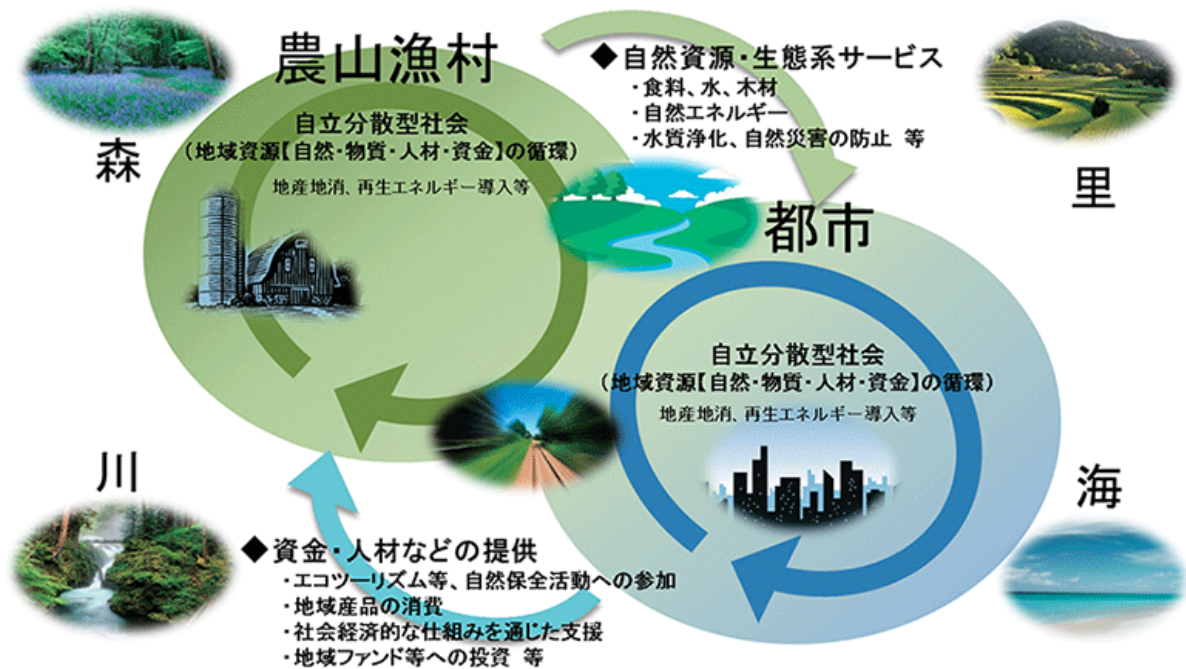 農山漁村
自立分散型社会
（地域資源【自然・物質・人材・資金】の循環）
地産地消、再生エネルギー導入等
◆自然資源・生態系サービス
・食料、水、木材
・自然エネルギー
・水質浄化、自然災害の防止 等
森
里
都市
自立分散型社会
（地域資源【自然・物質・人材・資金】の循環）
地産地消、再生エネルギー導入等
川
海
◆資金・人材などの提供
・エコツーリズム等、自然保全活動への参加
・地域産品の消費
・社会経済的な仕組みを通じた支援
・地域ファンド等への投資 等